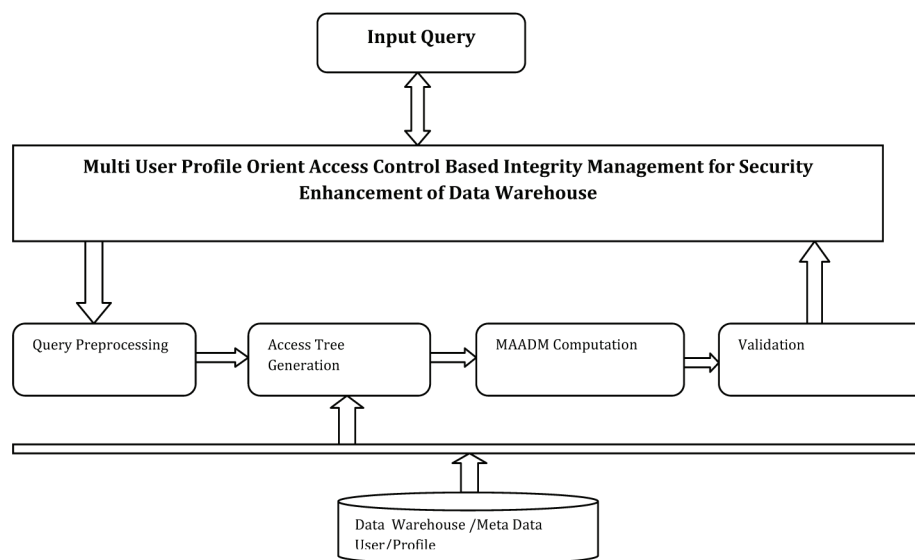 Input Query
Multi User Profile Orient Access Control Based Integrity Management for Security
Enhancement of Data Warehouse
Query Preprocessing
Access Tree
Generation
MAADM Computation
Validation
Data Warehouse /Meta Data
User/Profile